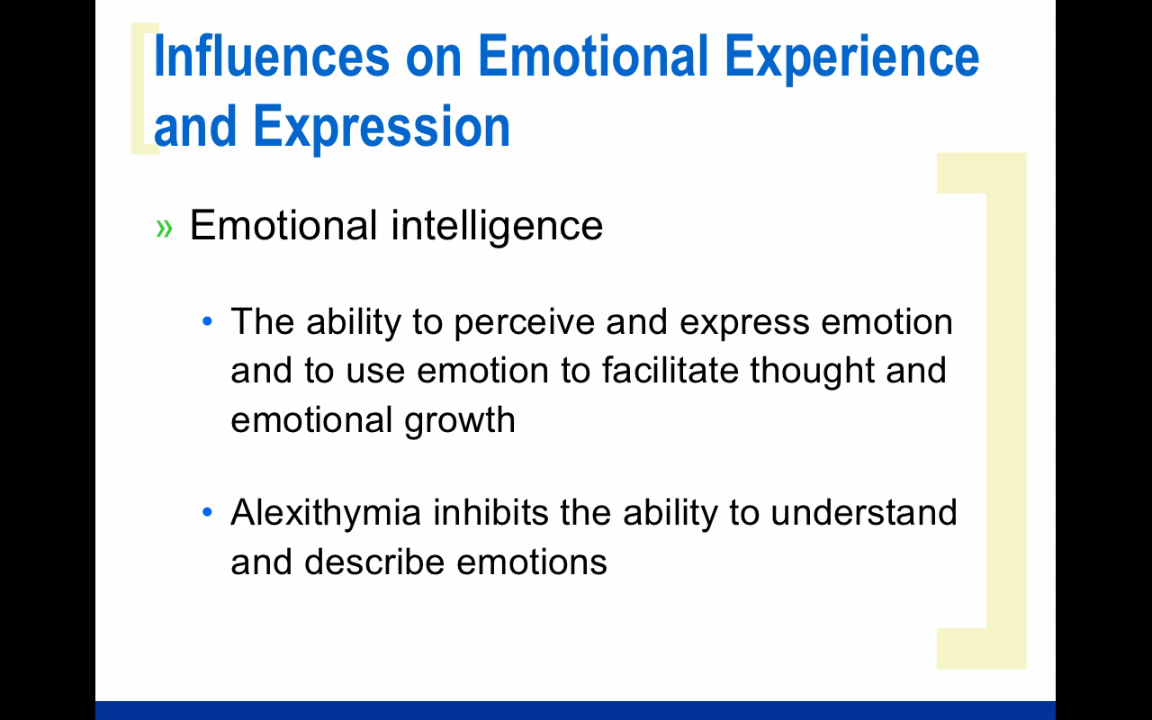 Influences on Emotional Experience
and Expression
» Emotional intelligence
• The ability to perceive and express emotion
and to use emotion to facilitate thought and
emotional growth
• Alexithymia inhibits the ability to understand
and describe emotions